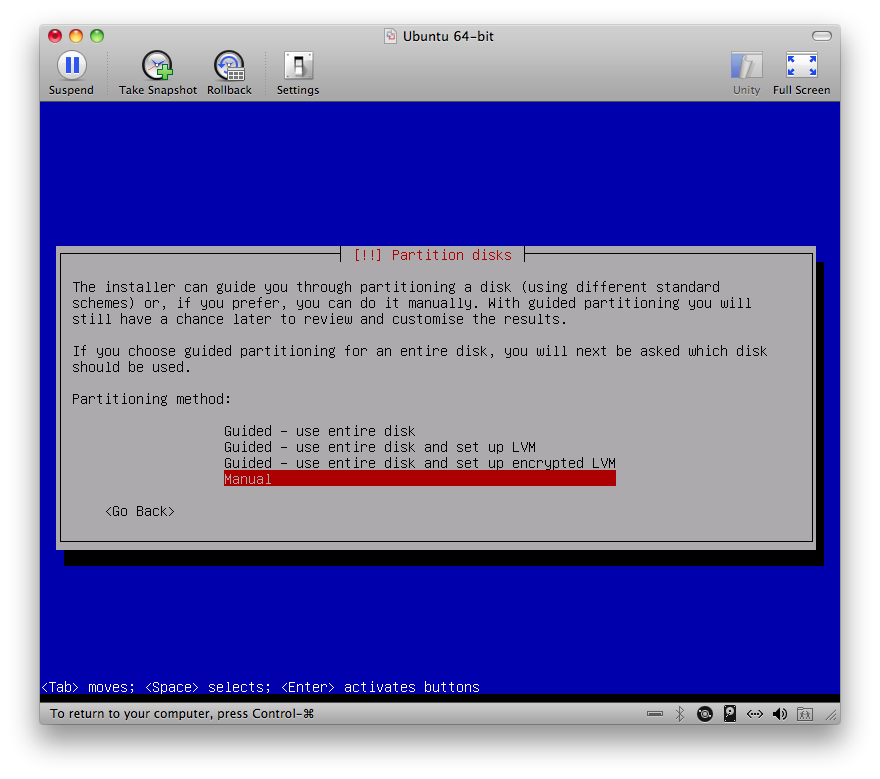 Ubuntu 64-bit
Suspend
Take Snapshot
Rollback
Settings
Unity
Full Screen
[!!] Partition disks
The installer can guide you through partitioning a disk (using different standard
schemes) or, if you prefer, you can do it manually. With guided partitioning you will
still have a chance later to review and customise the results.
If you choose guided partitioning for an entire disk, you will next be asked which disk
should be used.
Partitioning method:
Guided - use entire disk
Guided - use entire disk and set up LVM
Guided - use entire disk and set up encrypted LVM
Manual
<Go Back>
<Tab> moves; <Space> selects; <Enter> activates buttons
To return to your computer, press Control-⌘